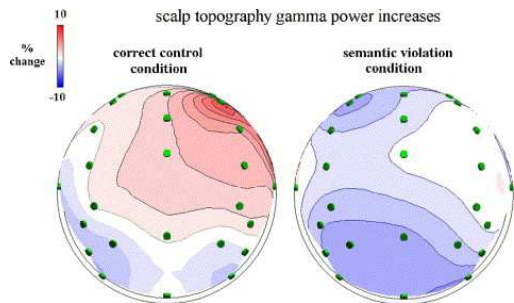 scalp topography gamma power increases
10
%
change
-10
correct control
condition
semantic violation
condition